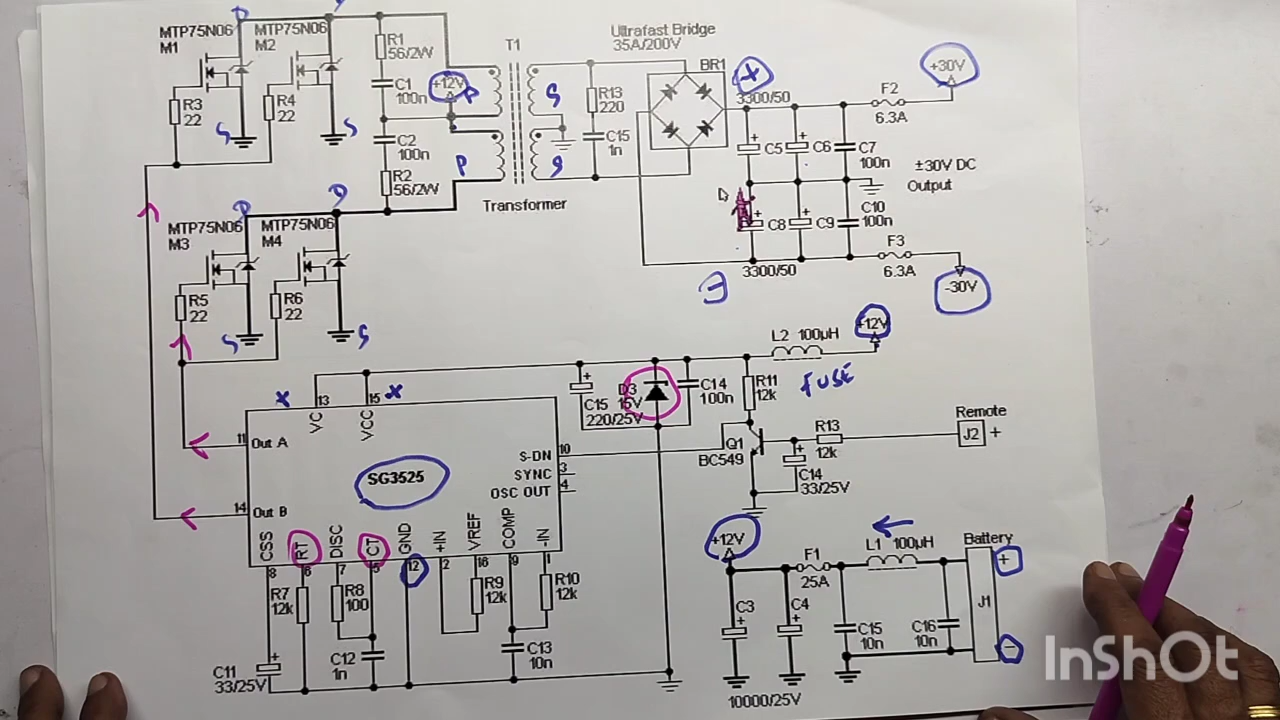 MTP75N06
M1
MTP75N06
M2
D
R3
22
R4
22
S
S
R1
56/2W
C1
100n
+12V
P
C2
100n
P
R2
56/2W
T1
S
S
Transformer
R13
220
C15
1n
Ultrafast Bridge
35A/200V
BR1
+
3300/50
+
C5
+
C6
C7
100n
F2
6.3A
+30V
±30V DC
Output
+
C8
+
C9
C10
100n
3300/50
F3
6.3A
-30V
MTP75N06
M3
MTP75N06
M4
D
D
R5
22
R6
22
S
S
L2 100µH
+12V
FUSE
x
13
15
x
VC
VCC
+
C15
220/25V
D3
15V
C14
100n
R11
12k
11
Out A
SG3525
S-DN
10
SYNC
3
OSC OUT
4
14
Out B
Q1
BC549
R13
12k
Remote
J2
+
+
C14
33/25V
CSS
RT
DISC
CT
GND
+IN
VREF
COMP
-IN
8
6
7
5
12
2
16
9
1
R7
12k
R8
100
R9
12k
R10
12k
C11
+
33/25V
C12
1n
C13
10n
+12V
F1
25A
L1 100µH
Battery
+
J1
-
C3
+
C4
+
C15
10n
C16
10n
10000/25V
InShOt